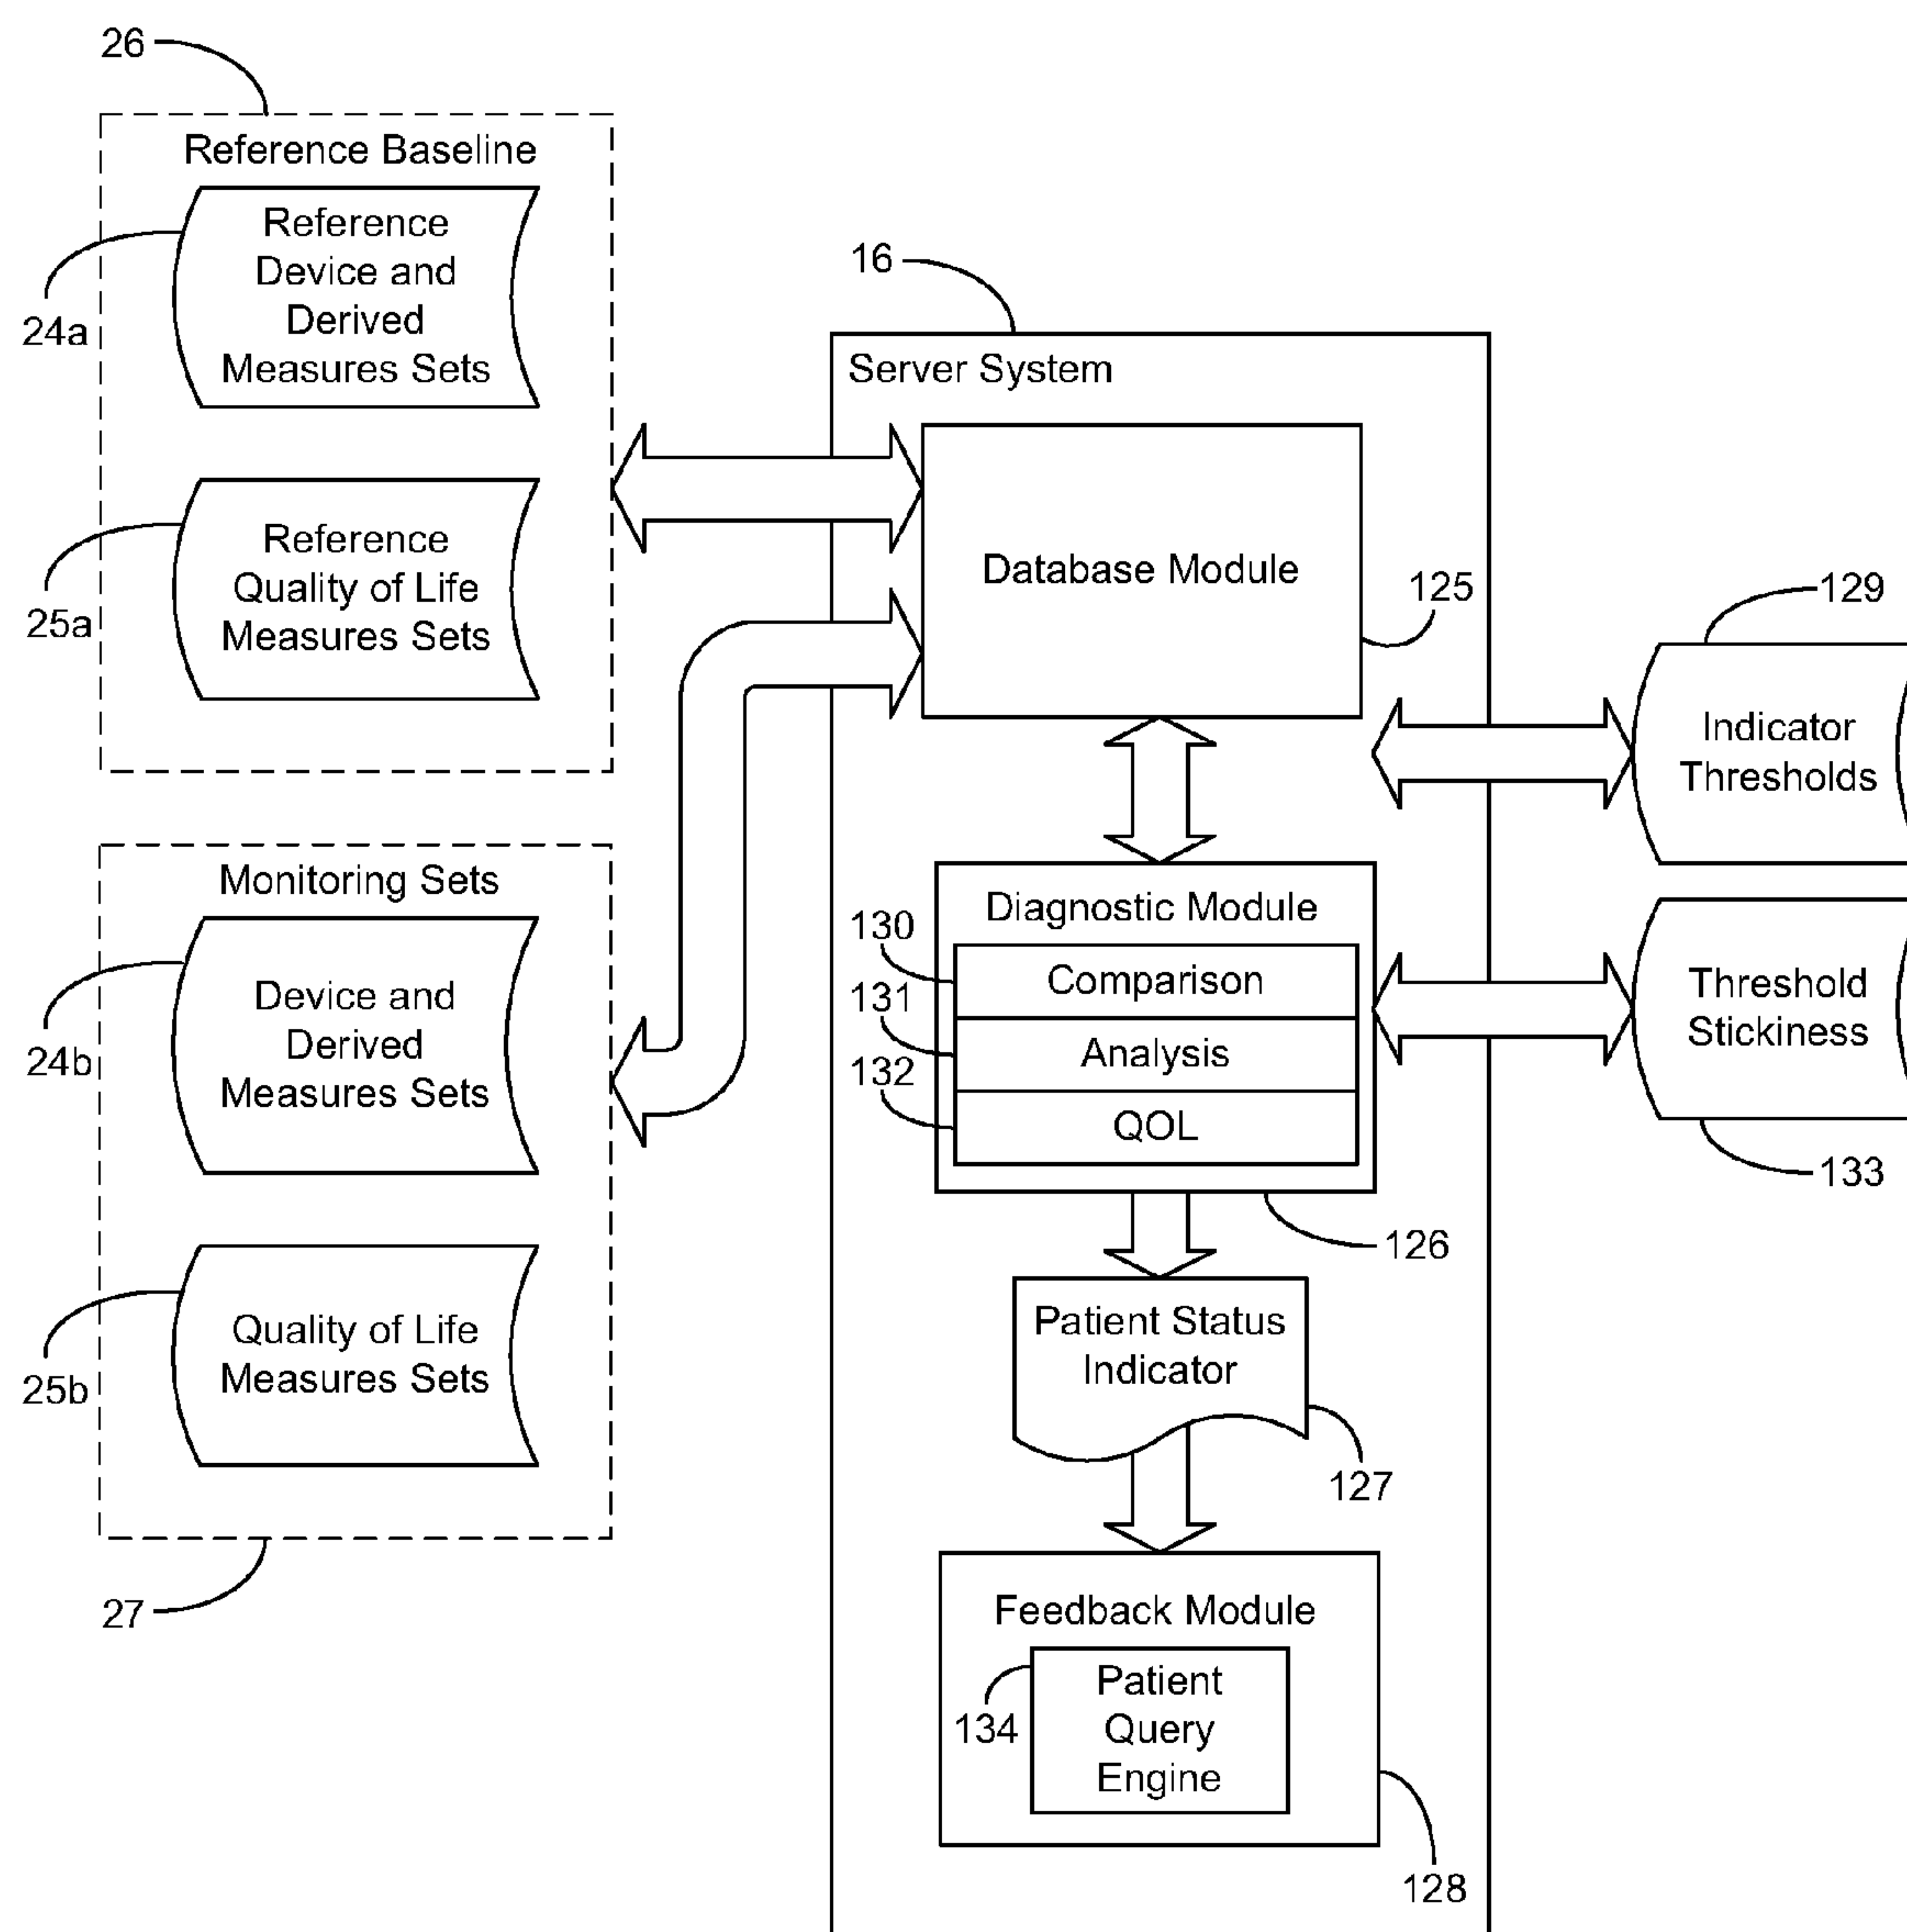 26
Reference Baseline
Reference
Device and
Derived
Measures Sets
24a
Reference
Quality of Life
Measures Sets
25a
Monitoring Sets
Device and
Derived
Measures Sets
24b
Quality of Life
Measures Sets
25b
27
16
Server System
Database Module
125
Diagnostic Module
130
Comparison
131
Analysis
132
QOL
126
Patient Status
Indicator
127
Feedback Module
Patient
Query
Engine
134
128
129
Indicator
Thresholds
Threshold
Stickiness
133